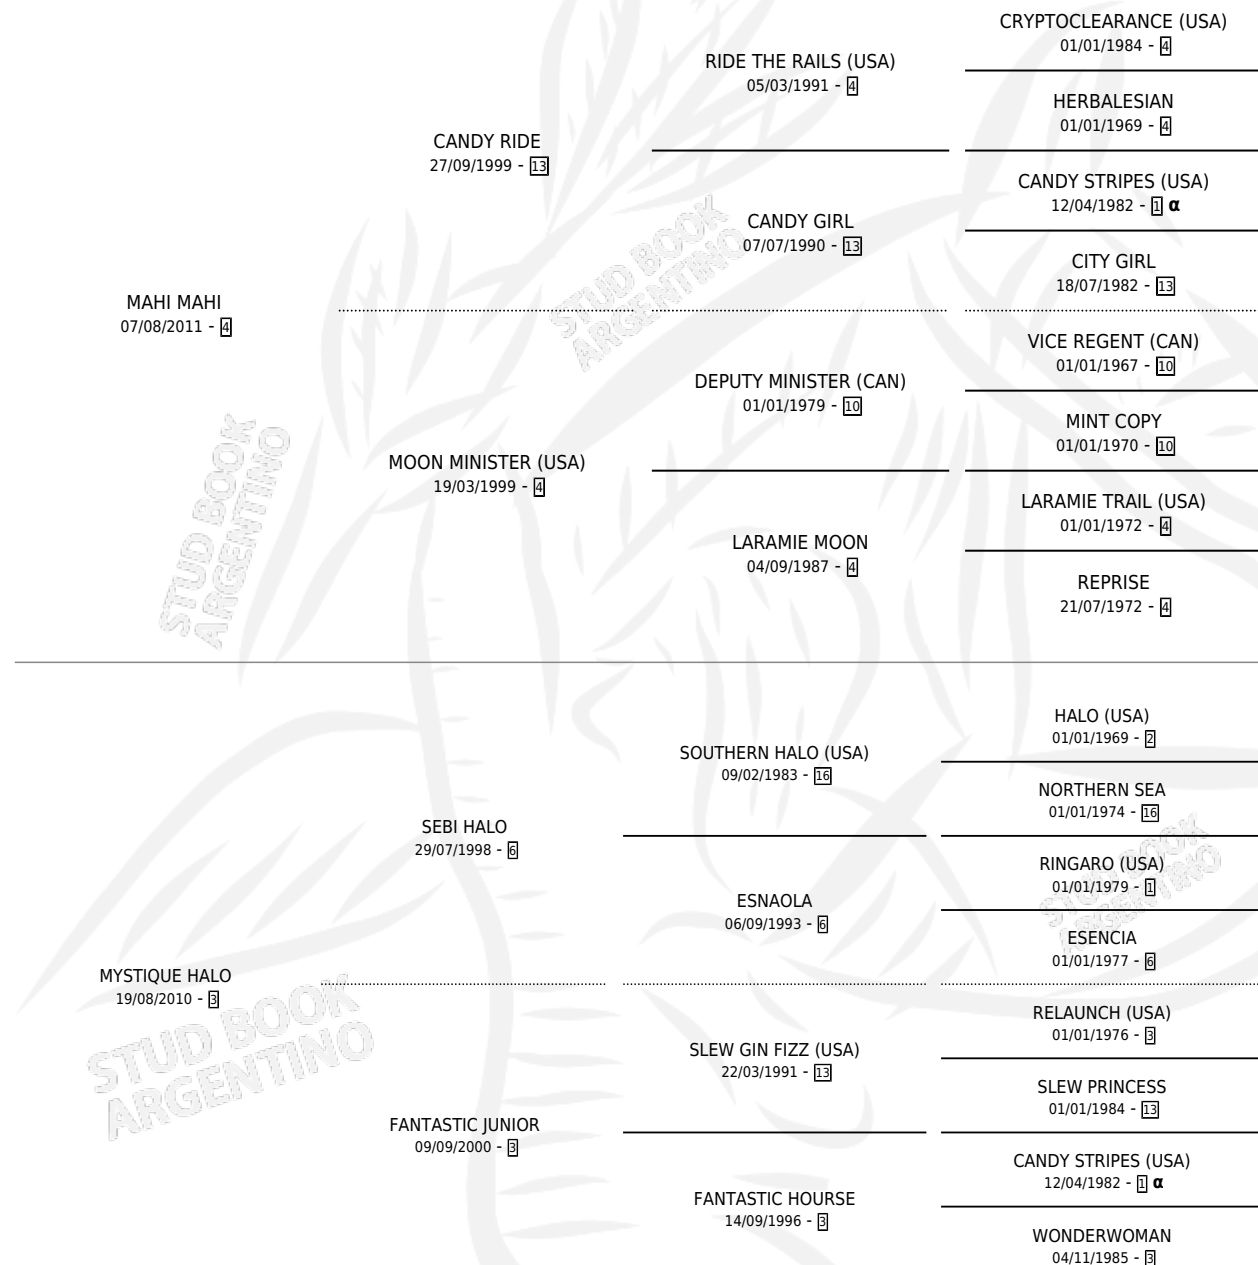 CRYPTOCLEARANCE (USA)
01/01/1984 - 4
RIDE THE RAILS (USA)
05/03/1991 - 4
HERBALESIAN
01/01/1969 - 4
CANDY RIDE
27/09/1999 - 13
CANDY STRIPES (USA)
12/04/1982 - 1 α
CANDY GIRL
07/07/1990 - 13
CITY GIRL
18/07/1982 - 13
MAHI MAHI
07/08/2011 - 4
VICE REGENT (CAN)
01/01/1967 - 10
DEPUTY MINISTER (CAN)
01/01/1979 - 10
MINT COPY
01/01/1970 - 10
MOON MINISTER (USA)
19/03/1999 - 4
LARAMIE TRAIL (USA)
01/01/1972 - 4
LARAMIE MOON
04/09/1987 - 4
REPRISE
21/07/1972 - 4
HALO (USA)
01/01/1969 - 2
SOUTHERN HALO (USA)
09/02/1983 - 16
NORTHERN SEA
01/01/1974 - 16
SEBI HALO
29/07/1998 - 6
RINGARO (USA)
01/01/1979 - 1
ESNAOLA
06/09/1993 - 6
ESENCIA
01/01/1977 - 6
MYSTIQUE HALO
19/08/2010 - 3
RELAUNCH (USA)
01/01/1976 - 3
SLEW GIN FIZZ (USA)
22/03/1991 - 13
SLEW PRINCESS
01/01/1984 - 13
FANTASTIC JUNIOR
09/09/2000 - 3
CANDY STRIPES (USA)
12/04/1982 - 1 α
FANTASTIC HOURSE
14/09/1996 - 3
WONDERWOMAN
04/11/1985 - 3
STUD BOOK
ARGENTINO
STUD BOOK
ARGENTINO
STUD BOOK
ARGENTINO
STUD BOOK
ARGENTINO